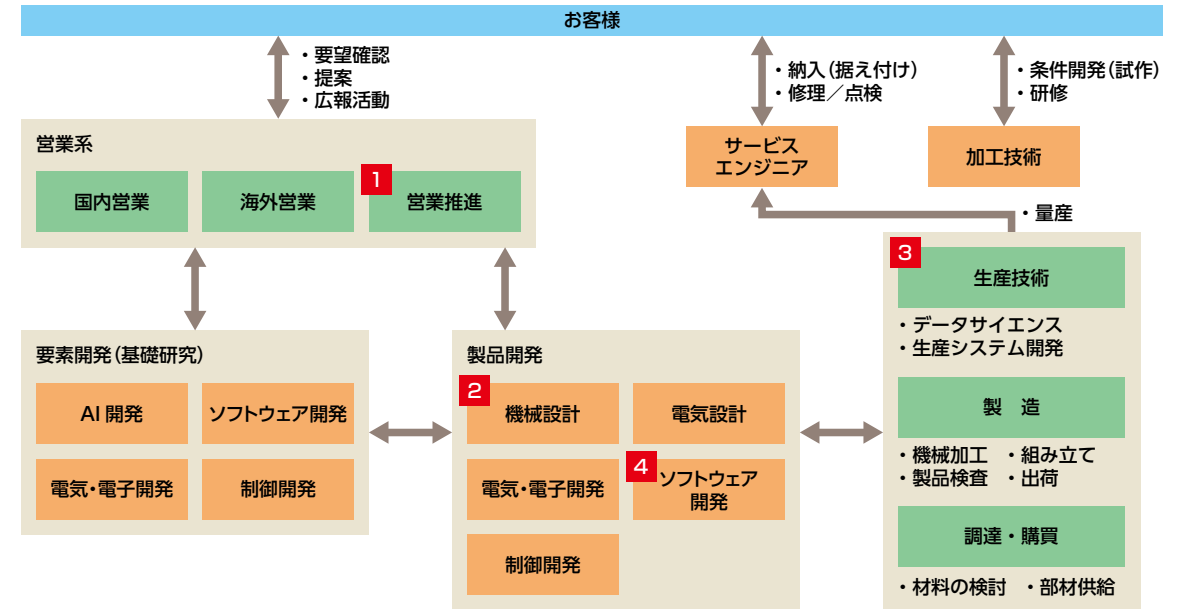 お客様
・要望確認
・提案
・広報活動
・納入(据え付け)
・修理／点検
・条件開発(試作)
・研修
営業系
国内営業
海外営業
1
営業推進
サービス
エンジニア
加工技術
・量産
要素開発(基礎研究)
AI 開発
ソフトウェア開発
電気・電子開発
制御開発
製品開発
2
機械設計
電気設計
電気・電子開発
4
ソフトウェア
開発
制御開発
3
生産技術
・データサイエンス
・生産システム開発
製　造
・機械加工　・組み立て
・製品検査　・出荷
調達・購買
・材料の検討　・部材供給